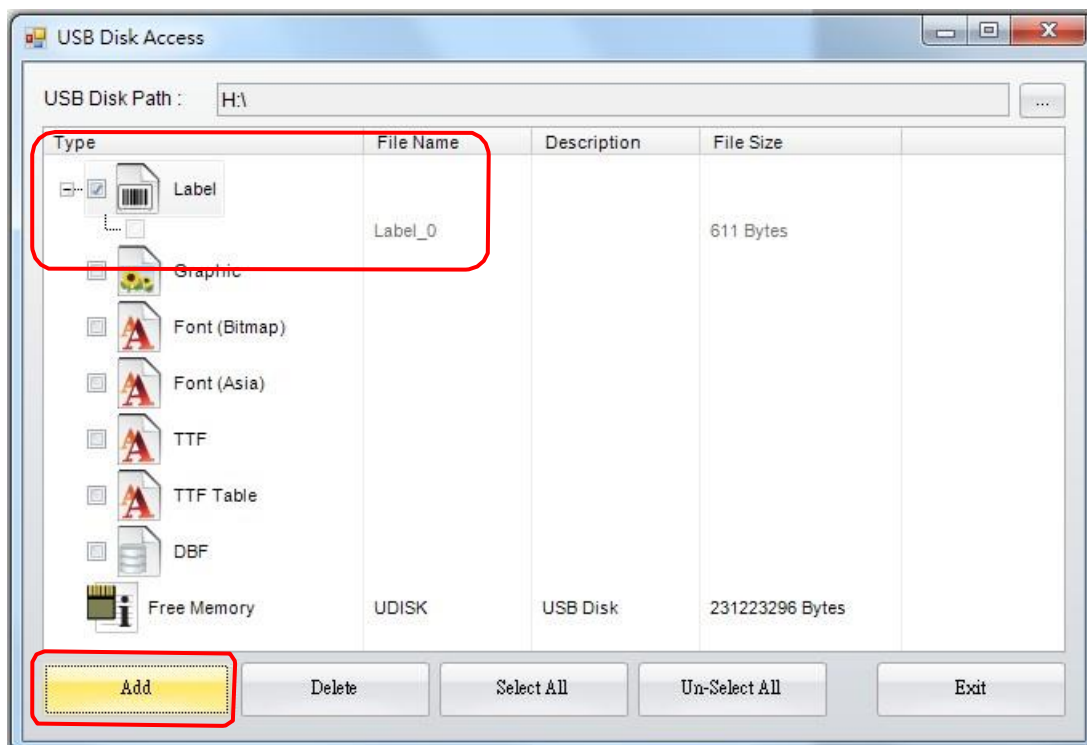 USB Disk Access
USB Disk Path : H:\ ...
Type File Name Description File Size
Label
Label_0 611 Bytes
Graphic
Font (Bitmap)
Font (Asia)
TTF
TTF Table
DBF
Free Memory UDISK USB Disk 231223296 Bytes
Add Delete Select All Un-Select All Exit